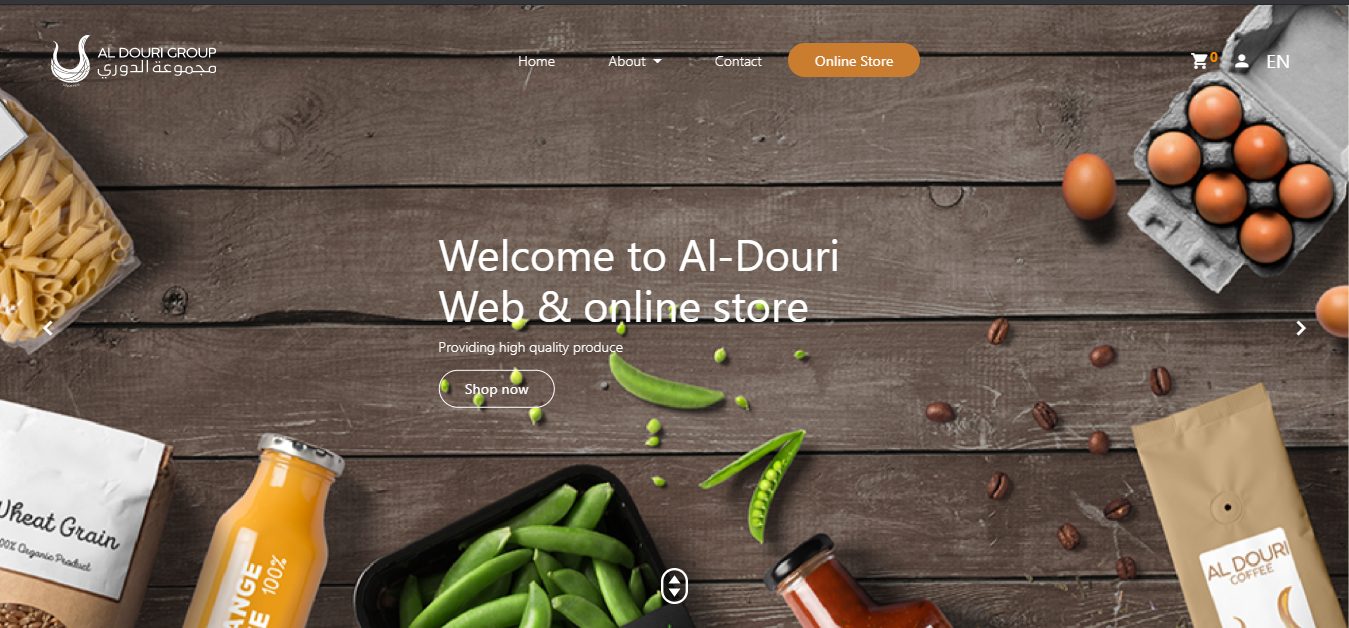 AL DOURI GROUP
مجموعة الدوري
Home
About
Contact
Online Store
0
EN
Welcome to Al-Douri
Web & online store
Providing high quality produce
Shop now
Wheat Grain
100% Organic Product
100%
AL DOURI
COFFEE